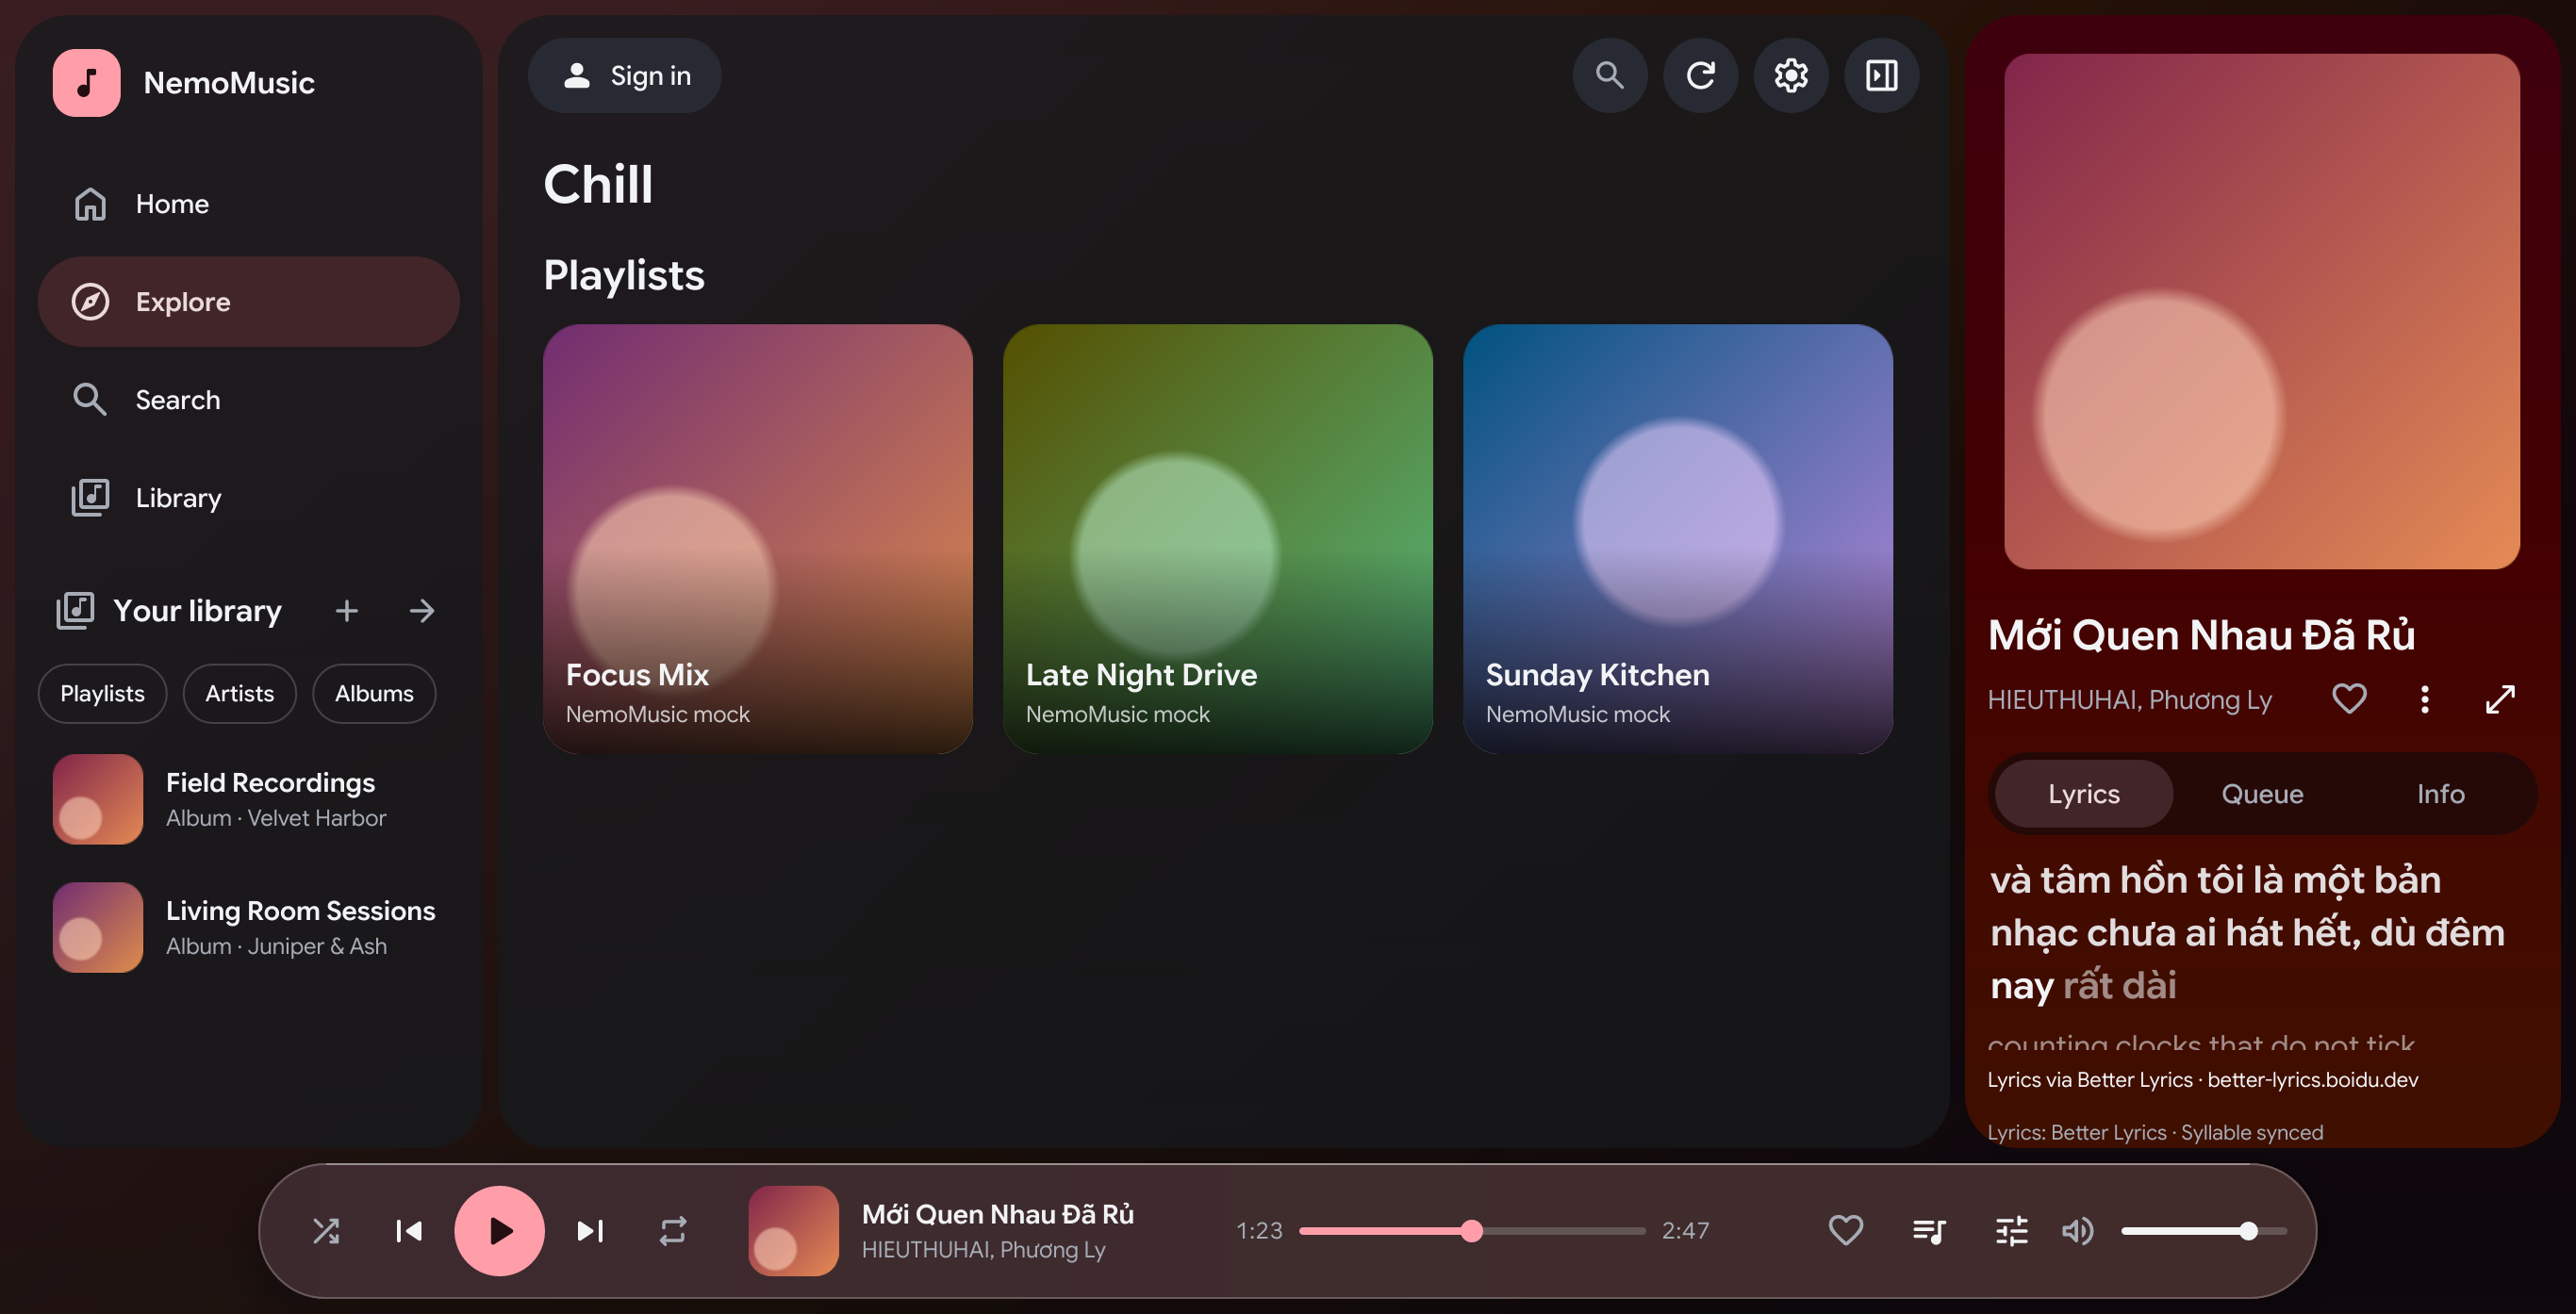 NemoMusic
Home
Explore
Search
Library
Your library
Playlists
Artists
Albums
Field Recordings
Album · Velvet Harbor
Living Room Sessions
Album · Juniper & Ash
Sign in
Chill
Playlists
Focus Mix
NemoMusic mock
Late Night Drive
NemoMusic mock
Sunday Kitchen
NemoMusic mock
Mới Quen Nhau Đã Rủ
HIEUTHUHAI, Phương Ly
Lyrics
Queue
Info
và tâm hồn tôi là một bản
nhạc chưa ai hát hết, dù đêm
nay rất dài
counting clocks that do not tick
Lyrics via Better Lyrics · better-lyrics.boidu.dev
Lyrics: Better Lyrics · Syllable synced
Mới Quen Nhau Đã Rủ
HIEUTHUHAI, Phương Ly
1:23
2:47